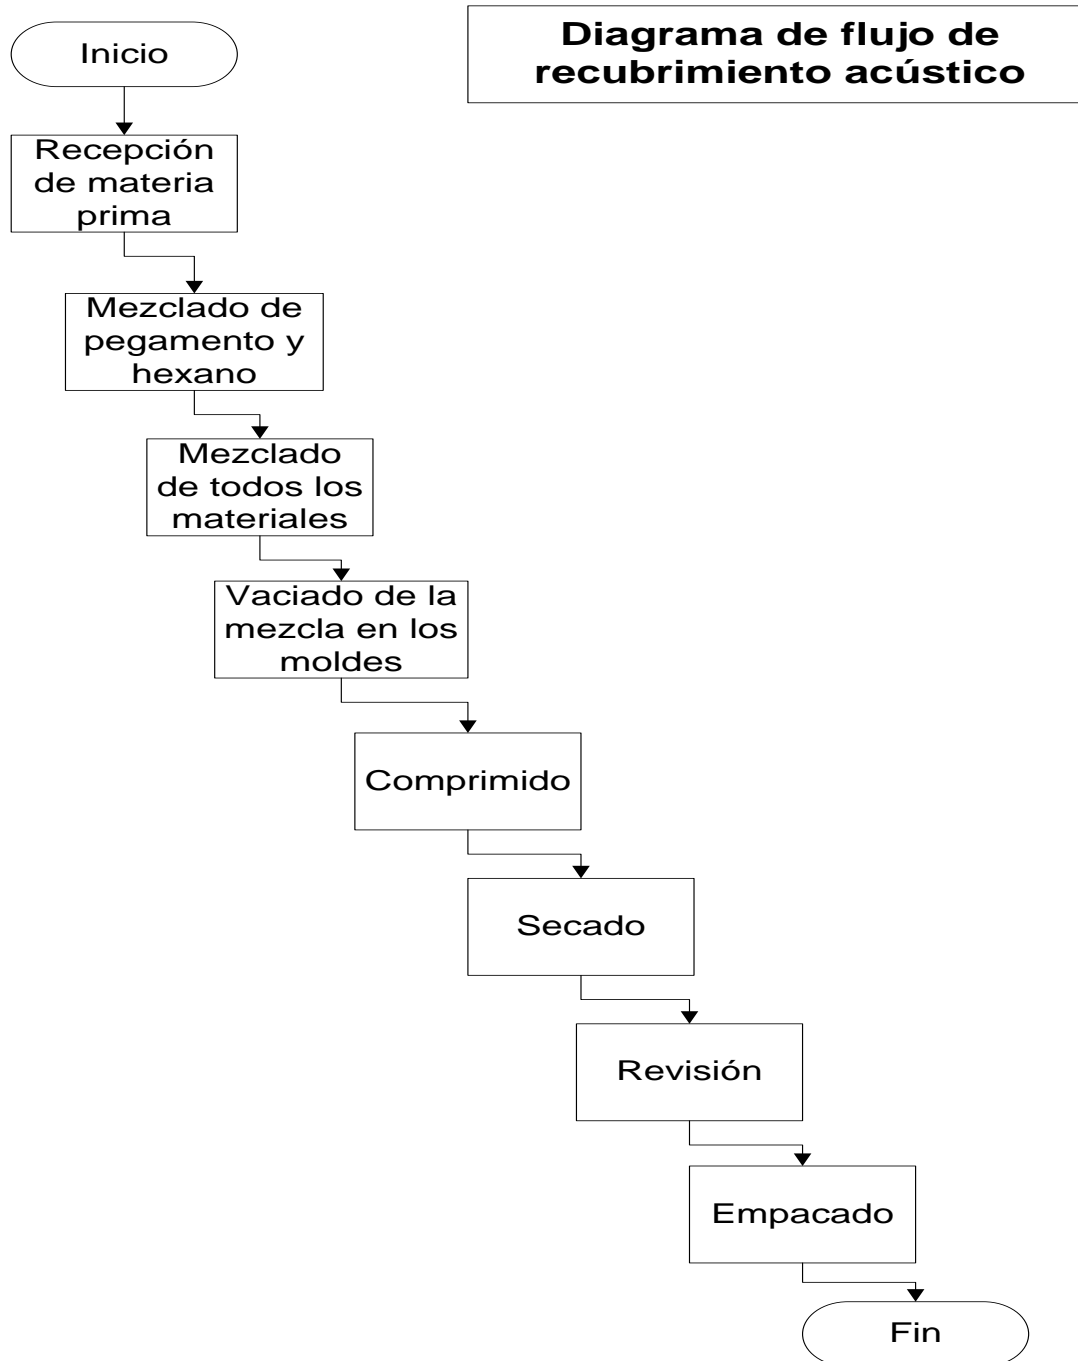 Diagrama de flujo de
recubrimiento acústico
Inicio
Recepción
de materia
prima
Mezclado de
pegamento y
hexano
Mezclado
de todos los
materiales
Vaciado de la
mezcla en los
moldes
Comprimido
Secado
Revisión
Empacado
Fin